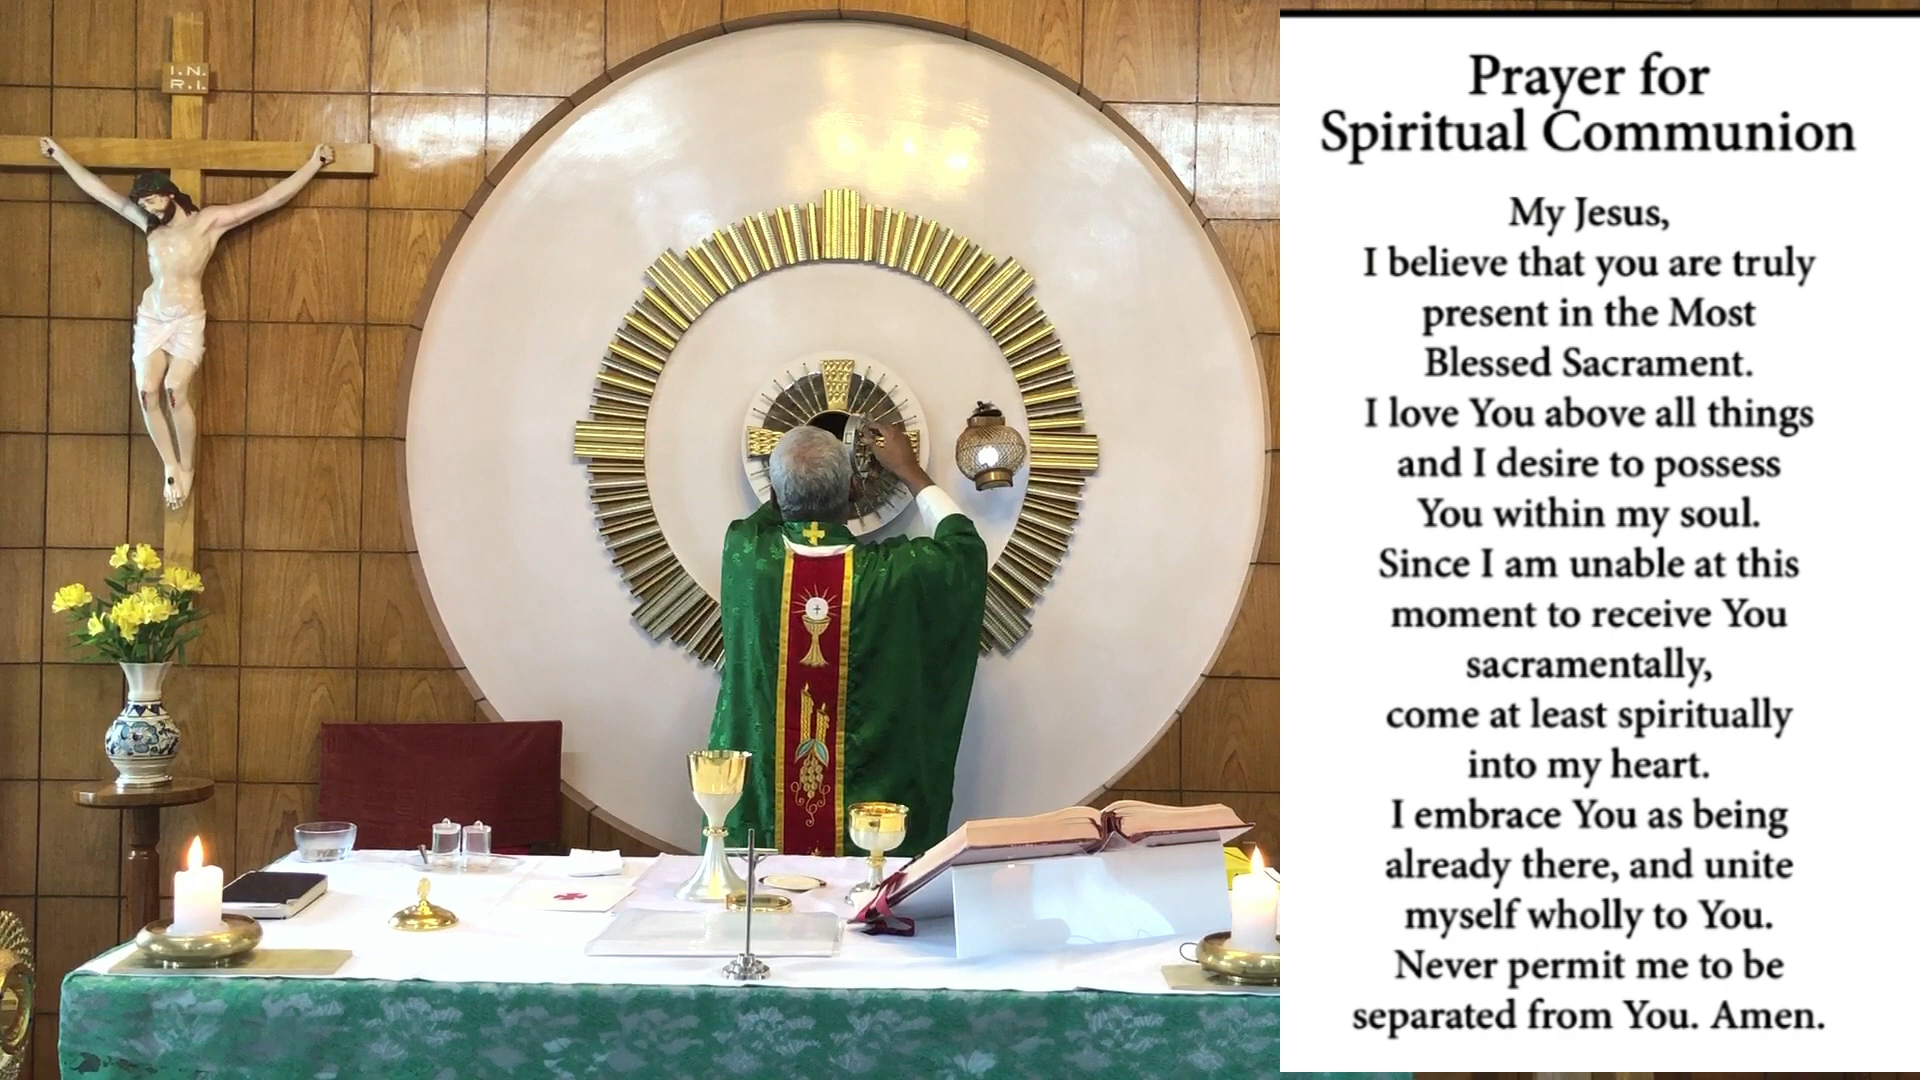 I.N.
R.I.
Prayer for
Spiritual Communion
My Jesus,
I believe that you are truly
present in the Most
Blessed Sacrament.
I love You above all things
and I desire to possess
You within my soul.
Since I am unable at this
moment to receive You
sacramentally,
come at least spiritually
into my heart.
I embrace You as being
already there, and unite
myself wholly to You.
Never permit me to be
separated from You. Amen.